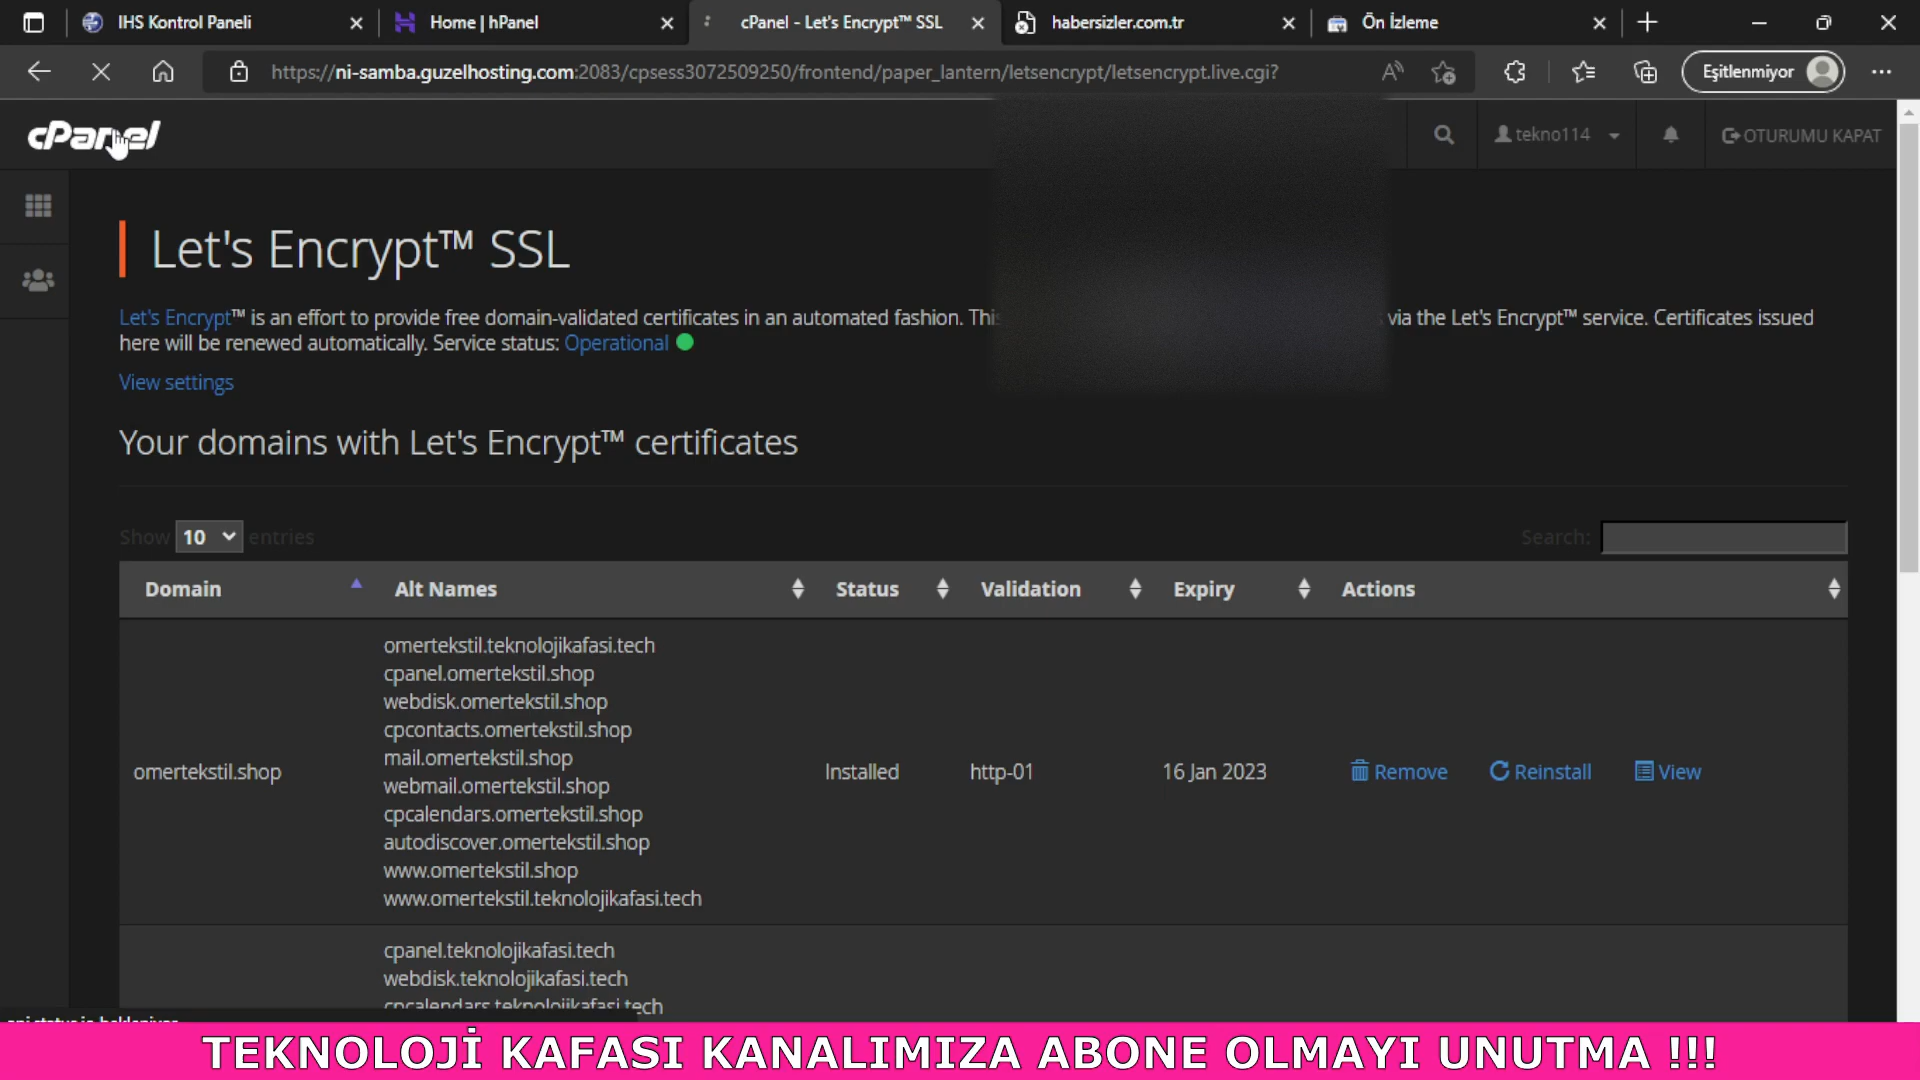 IHS Kontrol Paneli
Home | hPanel
cPanel - Let's Encrypt™ SSL
habersizler.com.tr
Ön İzleme
https://ni-samba.guzelhosting.com:2083/cpsess3072509250/frontend/paper_lantern/letsencrypt/letsencrypt.live.cgi?
Eşitlenmiyor
cPanel
tekno114
OTURUMU KAPAT
Let's Encrypt™ SSL
Let's Encrypt™ is an effort to provide free domain-validated certificates in an automated fashion. This via the Let's Encrypt™ service. Certificates issued
here will be renewed automatically. Service status: Operational
View settings
Your domains with Let's Encrypt™ certificates
Show 10 entries
Search:
Domain Alt Names Status Validation Expiry Actions
omertekstil.teknolojikafasi.tech
cpanel.omertekstil.shop
webdisk.omertekstil.shop
cpcontacts.omertekstil.shop
mail.omertekstil.shop
omertekstil.shop Installed http-01 16 Jan 2023 Remove Reinstall View
webmail.omertekstil.shop
cpcalendars.omertekstil.shop
autodiscover.omertekstil.shop
www.omertekstil.shop
www.omertekstil.teknolojikafasi.tech
cpanel.teknolojikafasi.tech
webdisk.teknolojikafasi.tech
cpcalendars.teknolojikafasi.tech
TEKNOLOJİ KAFASI KANALIMIZA ABONE OLMAYI UNUTMA !!!